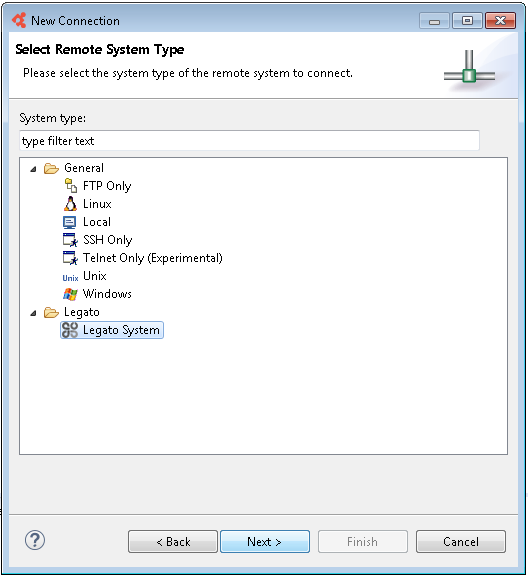 New Connection
Select Remote System Type
Please select the system type of the remote system to connect.
System type:
type filter text
General
FTP Only
Linux
Local
SSH Only
Telnet Only (Experimental)
Unix Unix
Windows
Legato
Legato System
? < Back Next > Finish Cancel